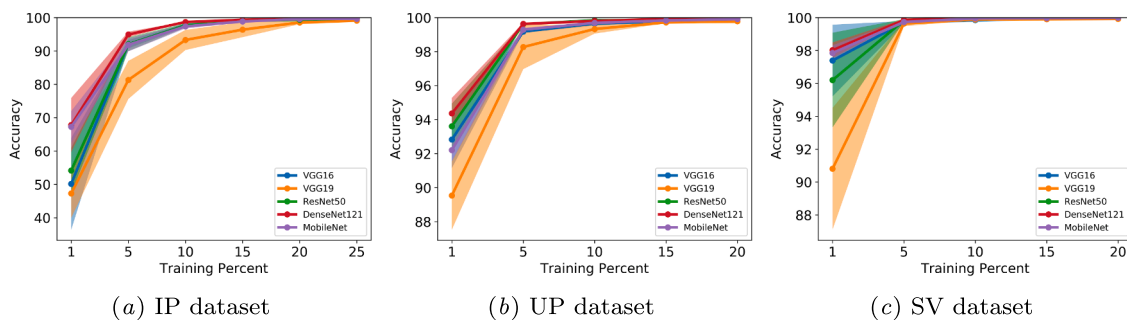 100
90
80
70
60
50
40
Accuracy
VGG16
VGG19
ResNet50
DenseNet121
MobileNet
1 5 10 15 20 25
Training Percent
(a) IP dataset
100
98
96
94
92
90
88
Accuracy
VGG16
VGG19
ResNet50
DenseNet121
MobileNet
1 5 10 15 20
Training Percent
(b) UP dataset
100
98
96
94
92
90
88
Accuracy
VGG16
VGG19
ResNet50
DenseNet121
MobileNet
1 5 10 15 20
Training Percent
(c) SV dataset